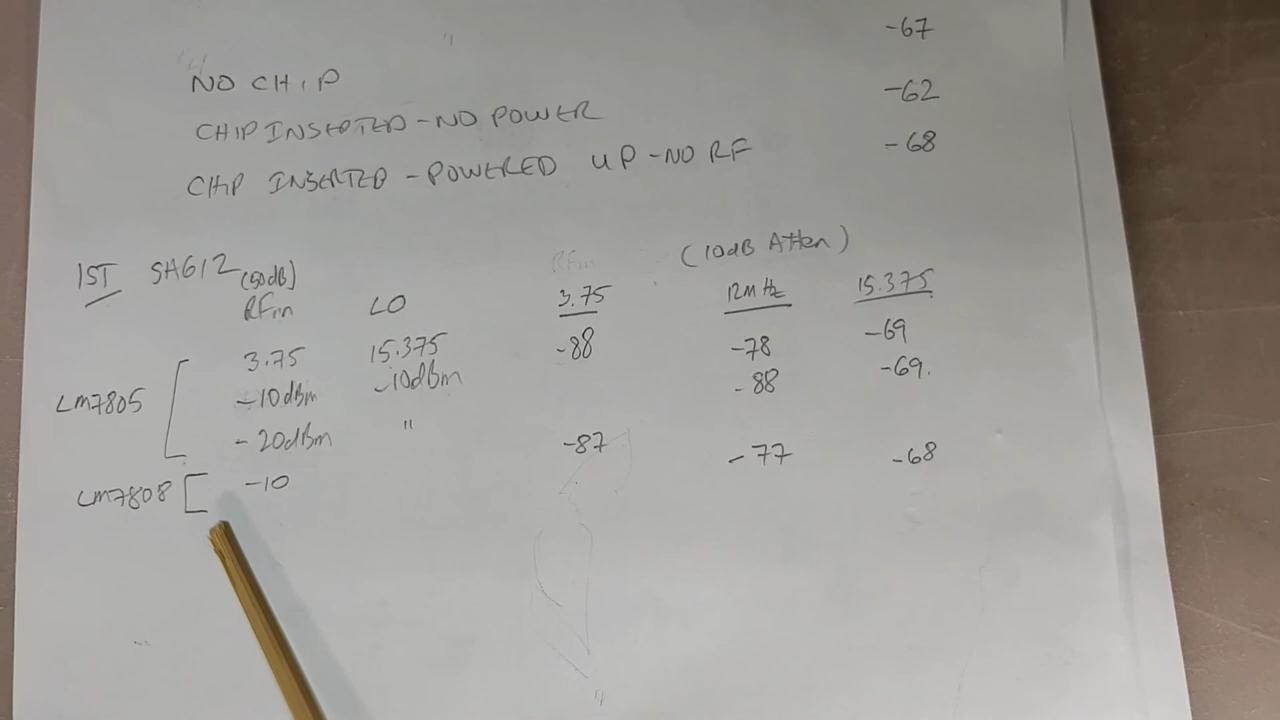 -67
NO CHIP -62
CHIP INSERTED - NO POWER -68
CHIP INSERTED - POWERED UP - NO RF
1ST SA612 (50dB) RFin (10dB Atten)
RFin LO 3.75 12MHz 15.375
3.75 15.375 -88 -78 -69
LM7805 -10dBm -10dBm -88 -69.
-20dBm " -87 -77 -68
LM7808 -10